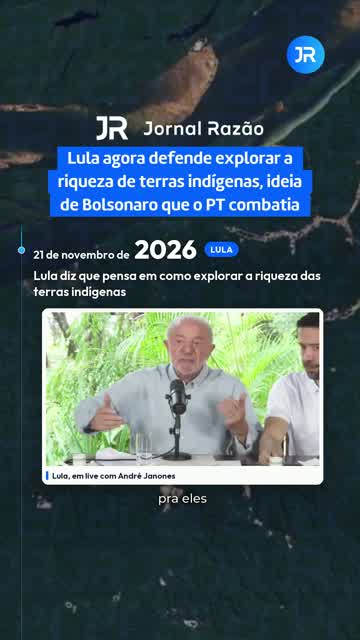 JR
JR Jornal Razão
Lula agora defende explorar a
riqueza de terras indígenas, ideia
de Bolsonaro que o PT combatia
21 de novembro de 2026 LULA
Lula diz que pensa em como explorar a riqueza das
terras indígenas
Lula, em live com André Janones
pra eles